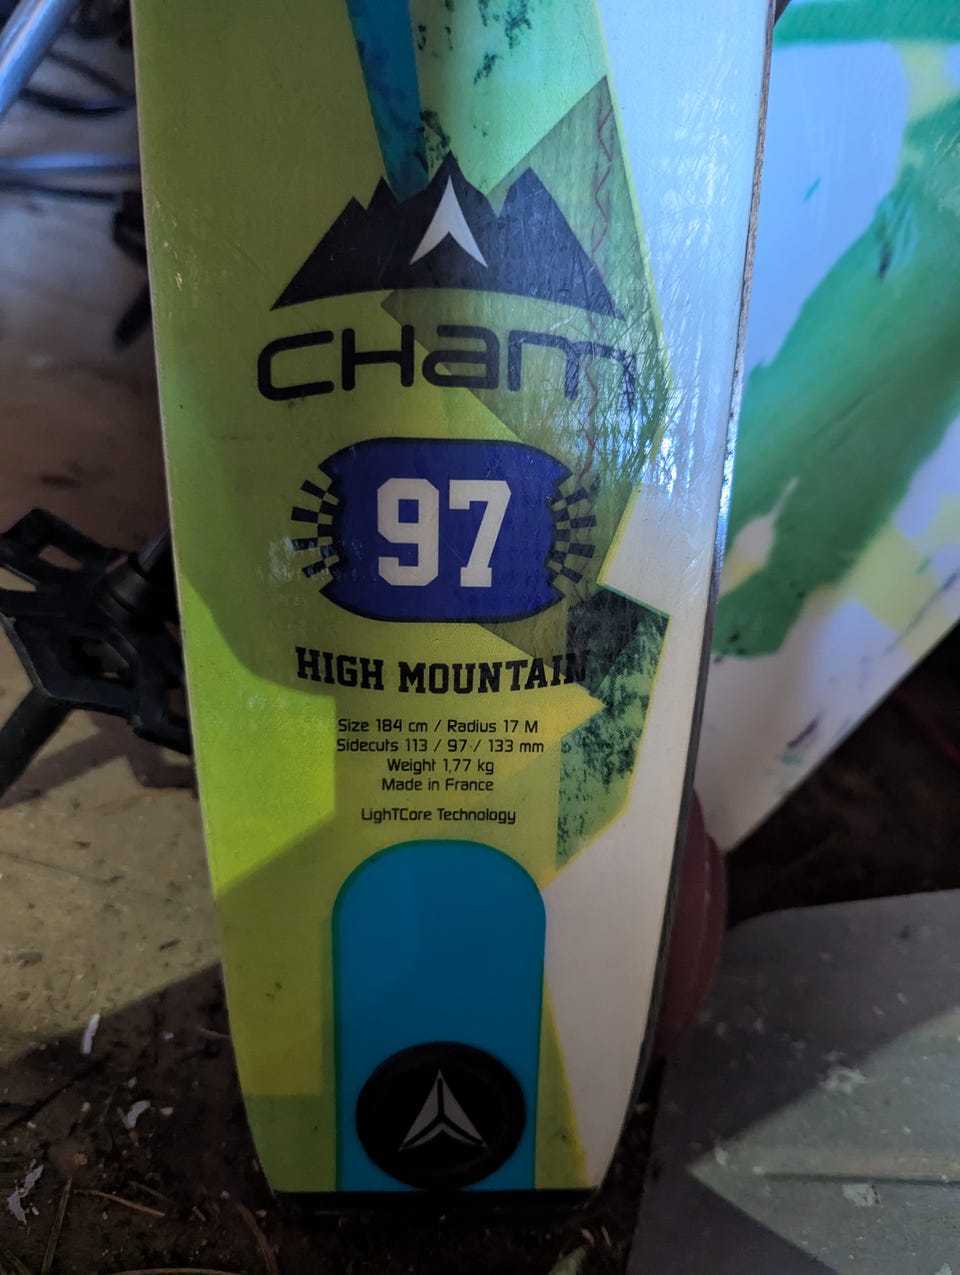 CHam
97
HIGH MOUNTAIN
Size 184 cm / Radius 17 M
Sidecuts 113 / 97 / 133 mm
Weight 1,77 kg
Made in France
LighTCore Technology